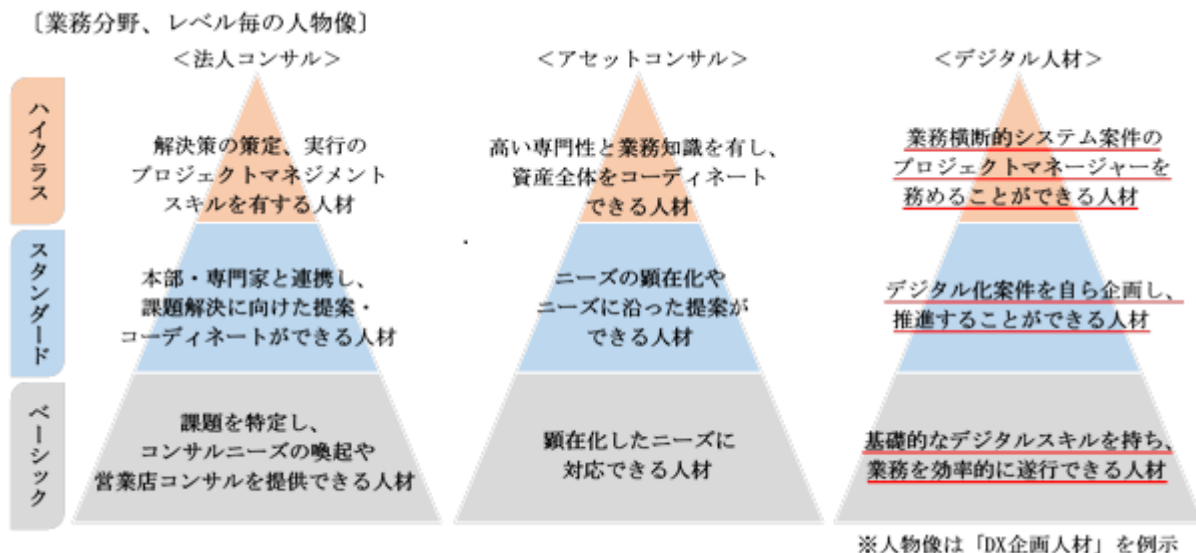 〔業務分野、レベル毎の人物像〕
＜法人コンサル＞
＜アセットコンサル＞
＜デジタル人材＞
ハイクラス
解決策の策定、実行の
プロジェクトマネジメント
スキルを有する人材
高い専門性と業務知識を有し、
資産全体をコーディネート
できる人材
業務横断的システム案件の
プロジェクトマネージャーを
務めることができる人材
スタンダード
本部・専門家と連携し、
課題解決に向けた提案・
コーディネートができる人材
ニーズの顕在化や
ニーズに沿った提案が
できる人材
デジタル化案件を自ら企画し、
推進することができる人材
ベーシック
課題を特定し、
コンサルニーズの喚起や
営業店コンサルを提供できる人材
顕在化したニーズに
対応できる人材
基礎的なデジタルスキルを持ち、
業務を効率的に遂行できる人材
※人物像は「DX企画人材」を例示